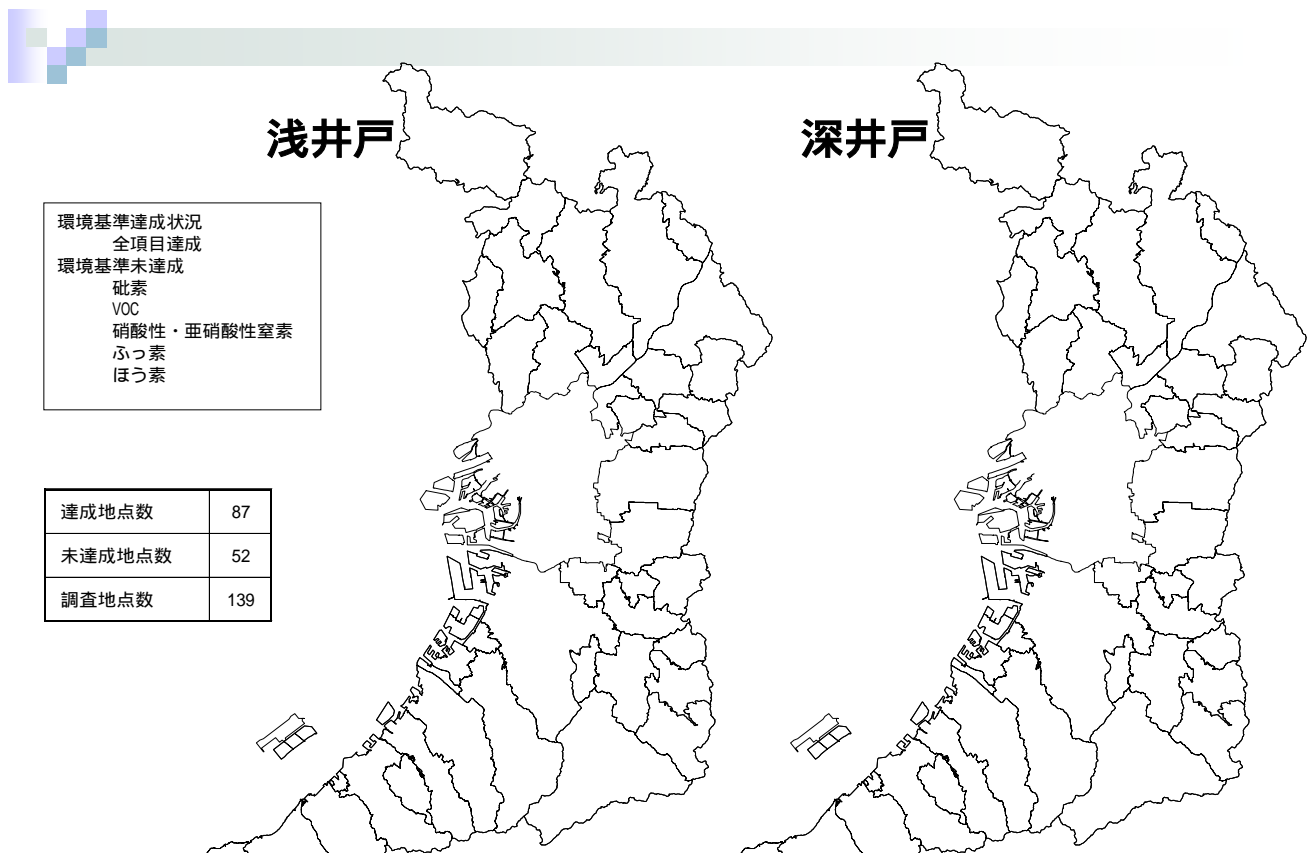 浅井戸
深井戸
環境基準達成状況
全項目達成
環境基準未達成
砒素
VOC
硝酸性・亜硝酸性窒素
ふっ素
ほう素
達成地点数 87
未達成地点数 52
調査地点数 139